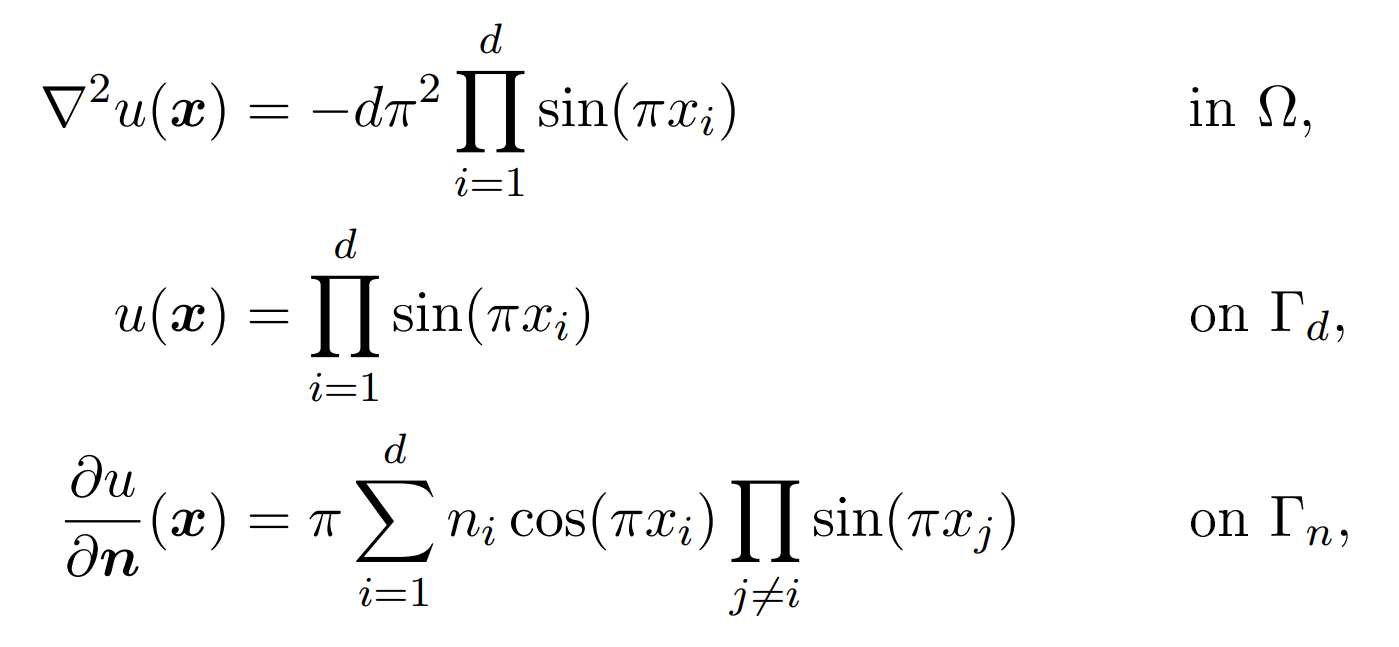 ∇²u(𝒙) = −dπ² ∏_{i=1}^{d} sin(πx_i) in Ω,
u(𝒙) = ∏_{i=1}^{d} sin(πx_i) on Γ_d,
∂u/∂𝒏 (𝒙) = π ∑_{i=1}^{d} n_i cos(πx_i) ∏_{j≠i} sin(πx_j) on Γ_n,